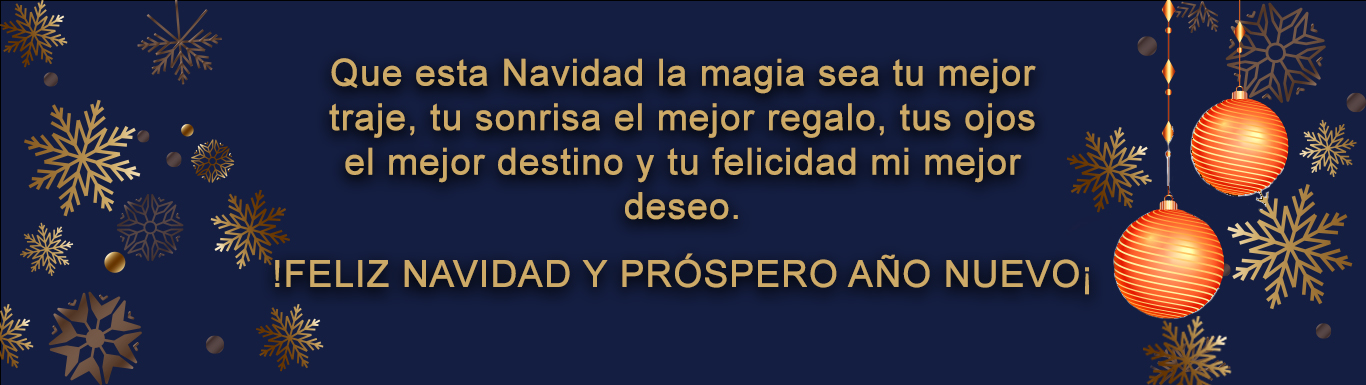 Que esta Navidad la magia sea tu mejor
traje, tu sonrisa el mejor regalo, tus ojos
el mejor destino y tu felicidad mi mejor
deseo.
!FELIZ NAVIDAD Y PRÓSPERO AÑO NUEVO¡